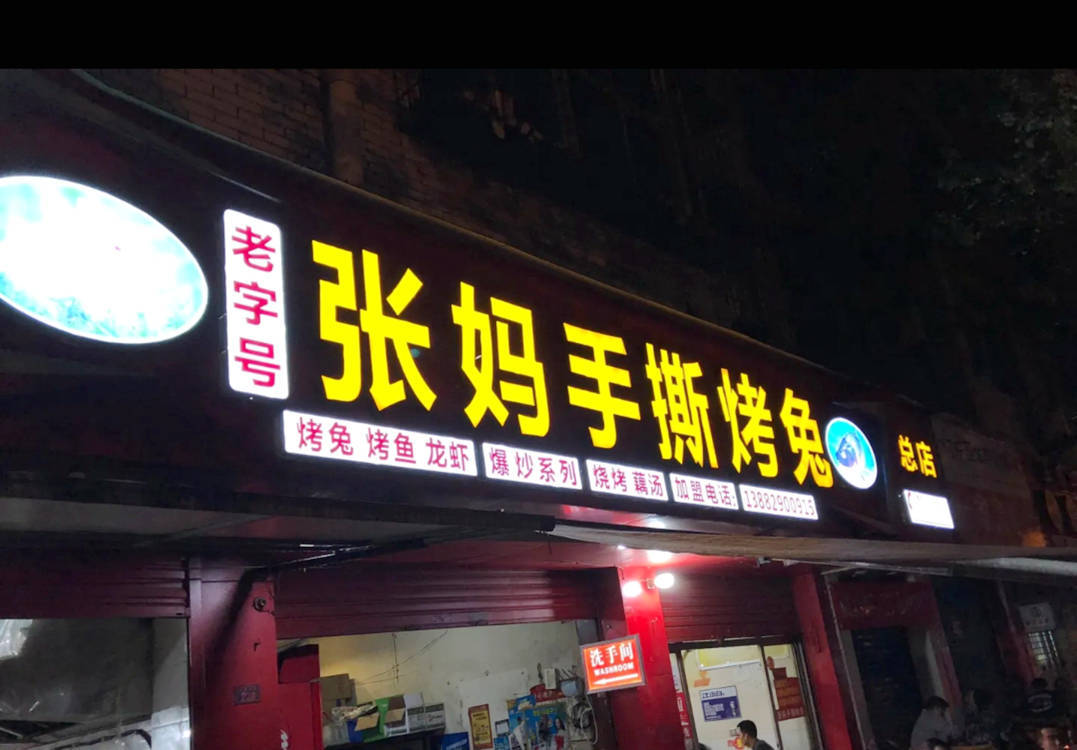 老字号
张妈手撕烤兔
总店
烤兔 烤鱼 龙虾 爆炒系列 烧烤 藕汤 加盟电话: 13882900913
洗手间
WASHROOM